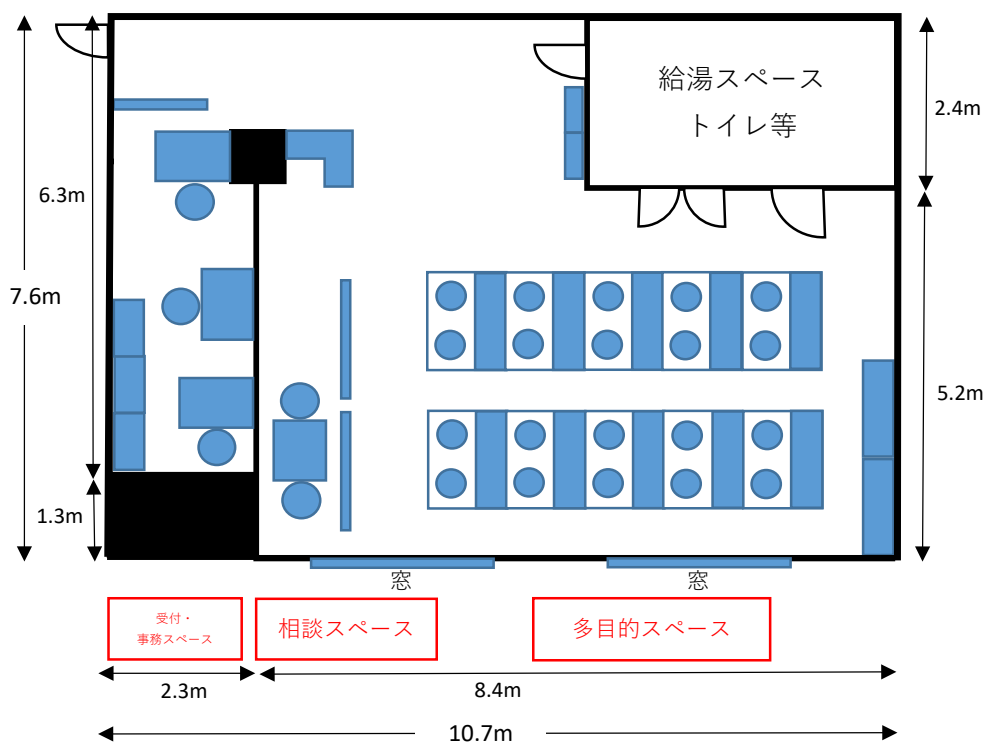 給湯スペース
トイレ等
2.4m
6.3m
7.6m
5.2m
1.3m
窓
窓
受付・
事務スペース
相談スペース
多目的スペース
2.3m
8.4m
10.7m